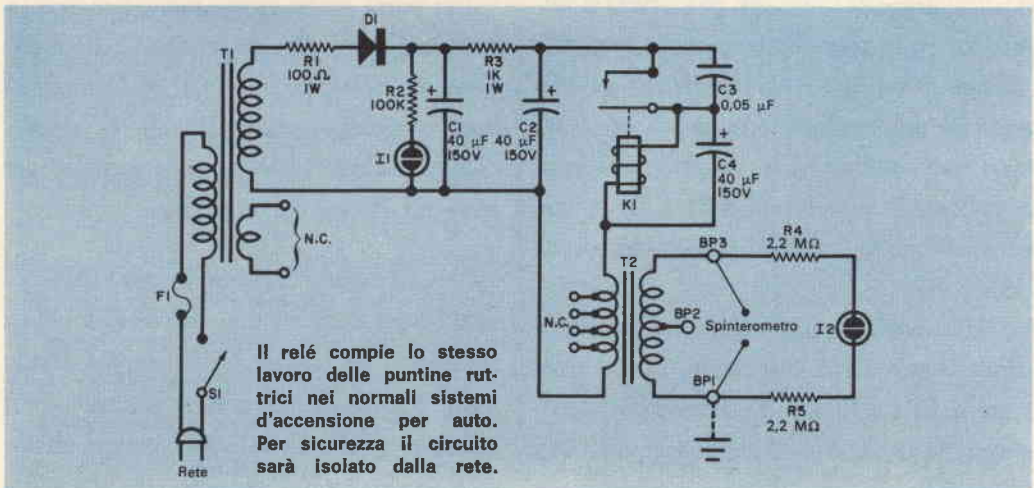 T1
R1
100 Ω
1W
D1
R2
100K
I1
+
C1
40 µF
150V
R3
1K
1W
+
C2
40 µF
150V
C3
0,05 µF
+
C4
40 µF
150V
K1
N.C.
F1
S1
Rete
N.C.
T2
BP3
BP2
BP1
Spinterometro
R4
2,2 MΩ
I2
R5
2,2 MΩ
Il relé compie lo stesso
lavoro delle puntine rut-
trici nei normali sistemi
d'accensione per auto.
Per sicurezza il circuito
sarà isolato dalla rete.